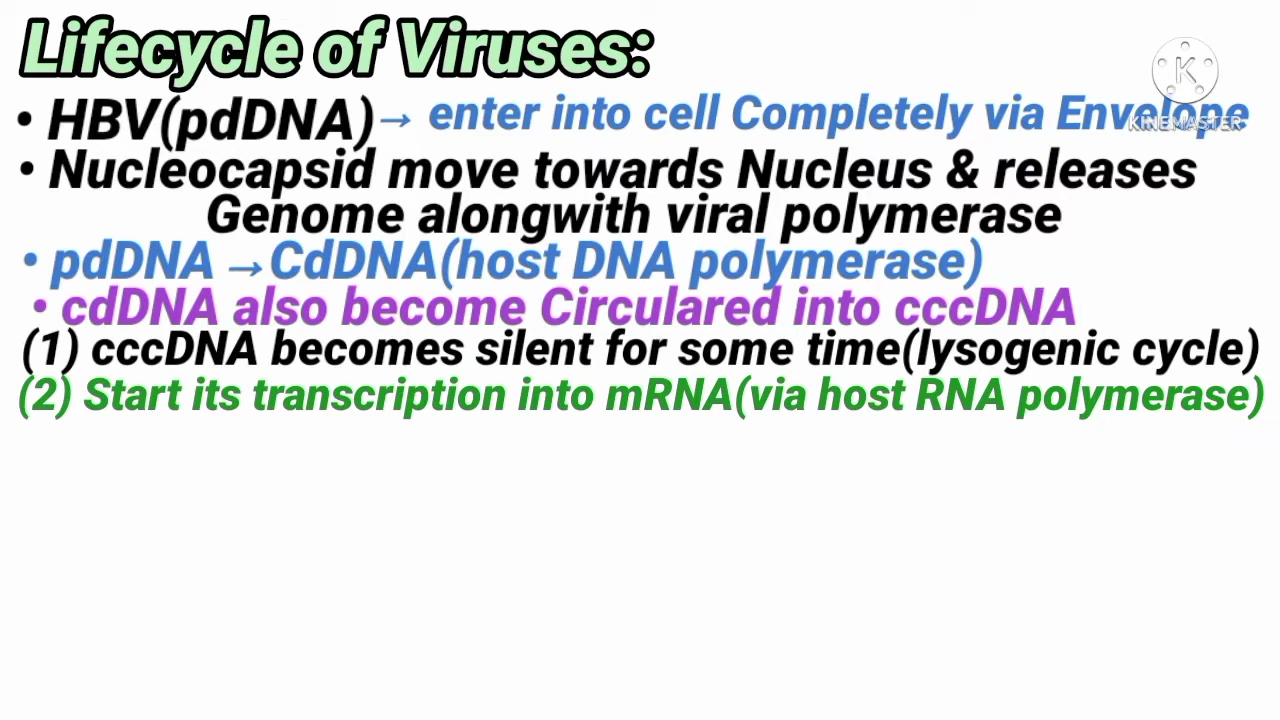 Lifecycle of Viruses:
• HBV(pdDNA)→ enter into cell Completely via Envelope
K
KINEMASTER
• Nucleocapsid move towards Nucleus & releases
Genome alongwith viral polymerase
• pdDNA →CdDNA(host DNA polymerase)
• cdDNA also become Circulared into cccDNA
(1) cccDNA becomes silent for some time(lysogenic cycle)
(2) Start its transcription into mRNA(via host RNA polymerase)